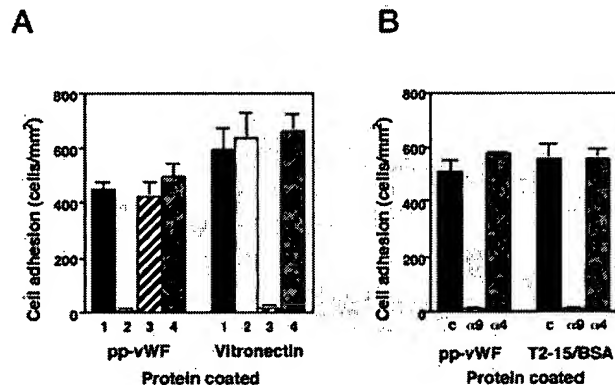 A
B
Cell adhesion (cells/mm²)
800
600
400
200
0
1 2 3 4 1 2 3 4
pp-vWF Vitronectin
Protein coated
Cell adhesion (cells/mm²)
800
600
400
200
0
c α9 α4 c α9 α4
pp-vWF T2-15/BSA
Protein coated